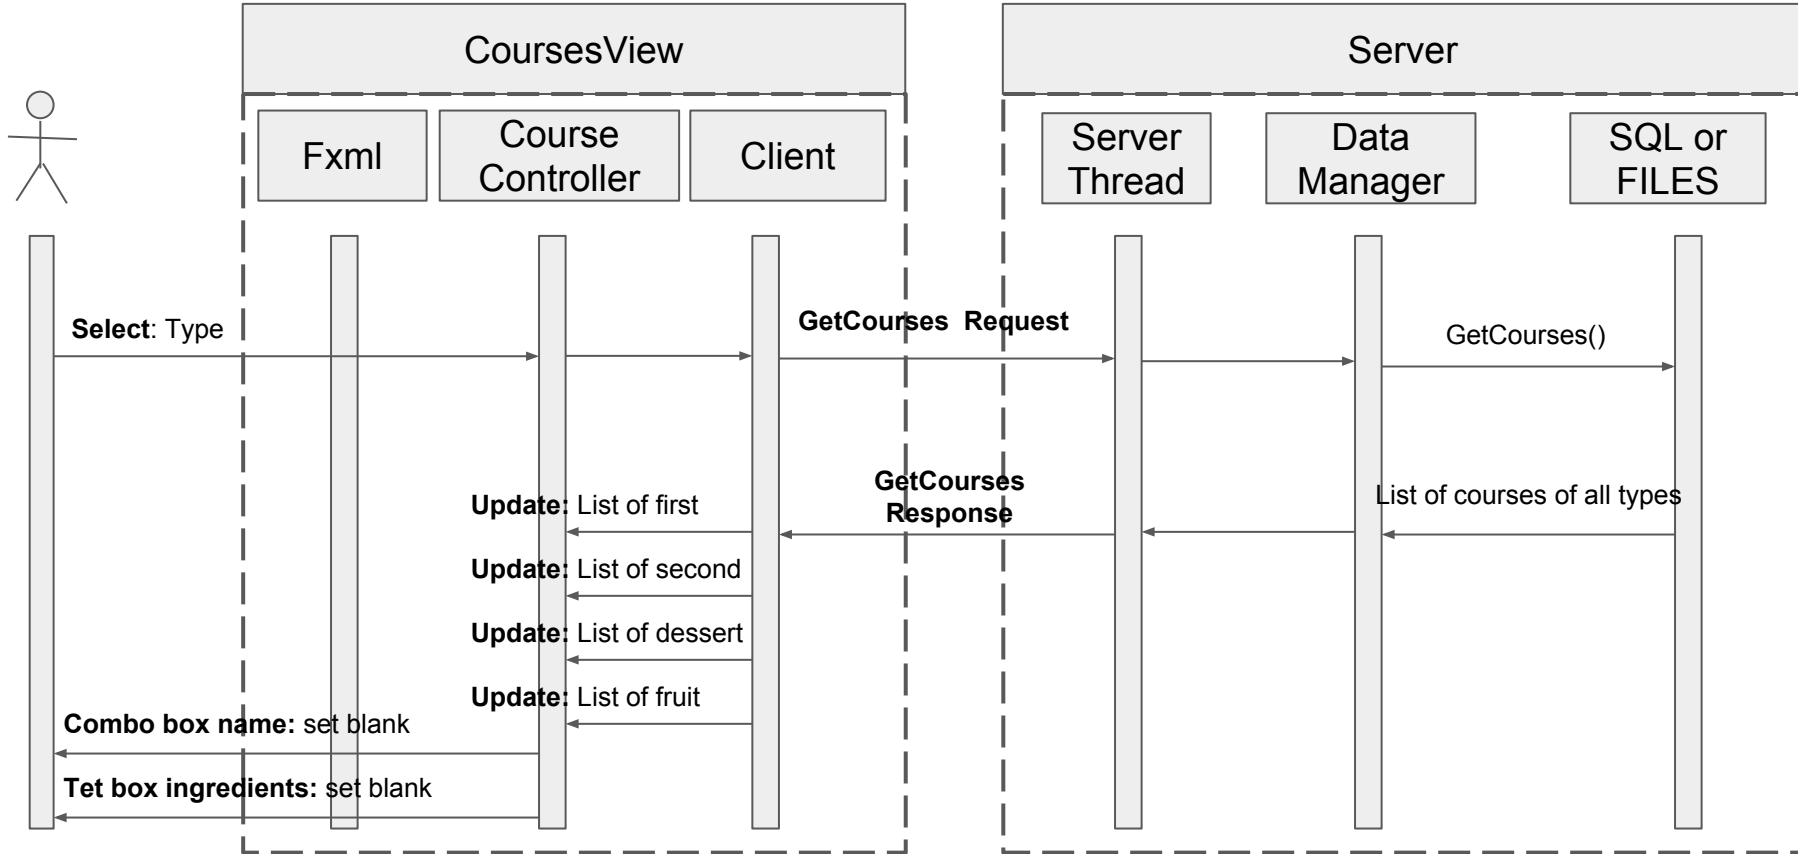 CoursesView
Server
Fxml
Course
Controller
Client
Server
Thread
Data
Manager
SQL or
FILES
Select: Type
GetCourses  Request
GetCourses()
GetCourses
Response
List of courses of all types
Update: List of first
Update: List of second
Update: List of dessert
Update: List of fruit
Combo box name: set blank
Tet box ingredients: set blank